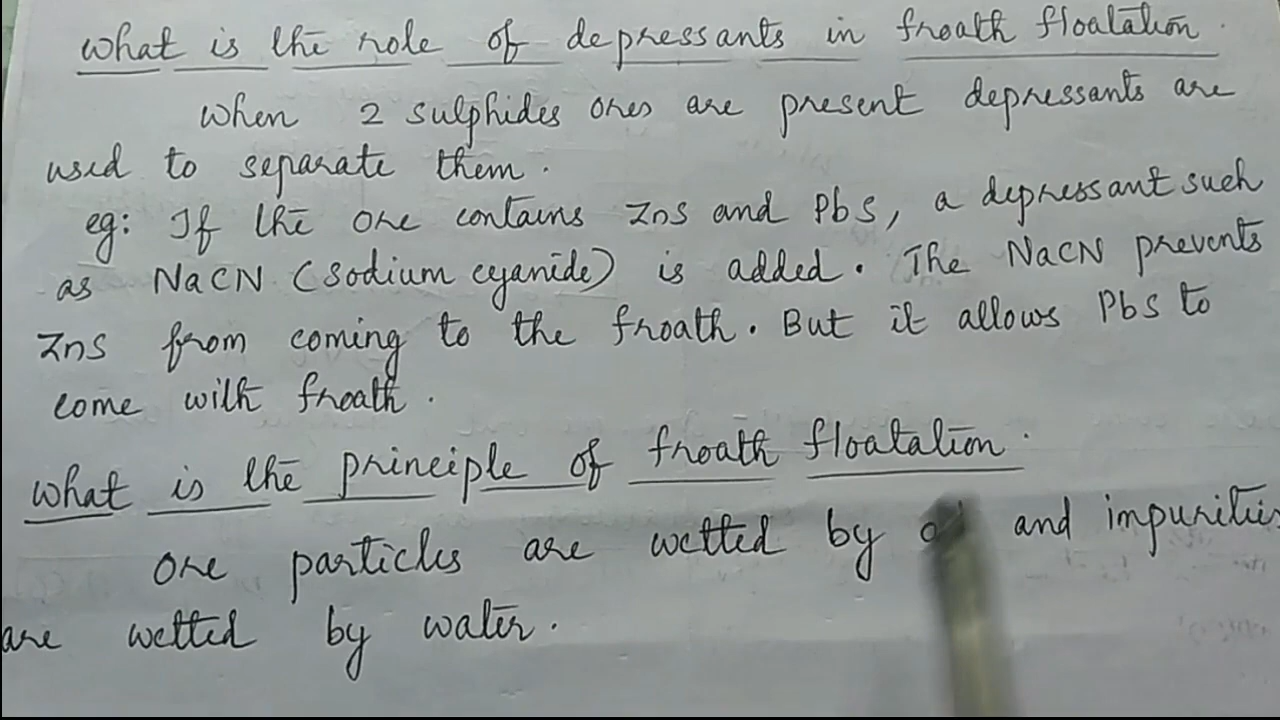 What is the role of depressants in froath floatation.
When 2 sulphides ores are present depressants are
used to separate them.
eg: If the ore contains ZnS and PbS, a depressant such
as NaCN (sodium cyanide) is added. The NaCN prevents
ZnS from coming to the froath. But it allows PbS to
come with froath.
What is the principle of froath floatation.
Ore particles are wetted by and
are wetted by water.